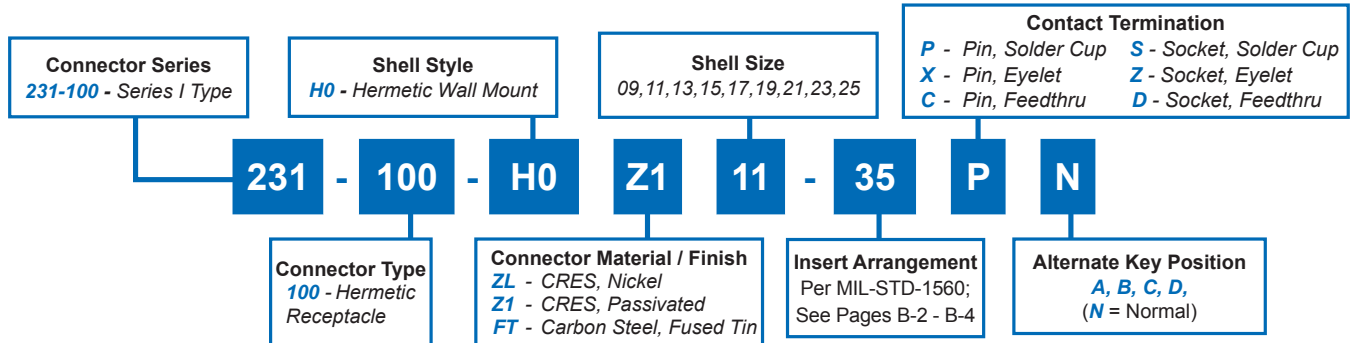 Connector Series
231-100 - Series I Type
Shell Style
H0 - Hermetic Wall Mount
Shell Size
09,11,13,15,17,19,21,23,25
Contact Termination
P - Pin, Solder Cup S - Socket, Solder Cup
X - Pin, Eyelet Z - Socket, Eyelet
C - Pin, Feedthru D - Socket, Feedthru
231 - 100 - H0 Z1 11 - 35 P N
Connector Type
100 - Hermetic
Receptacle
Connector Material / Finish
ZL - CRES, Nickel
Z1 - CRES, Passivated
FT - Carbon Steel, Fused Tin
Insert Arrangement
Per MIL-STD-1560;
See Pages B-2 - B-4
Alternate Key Position
A, B, C, D,
(N = Normal)